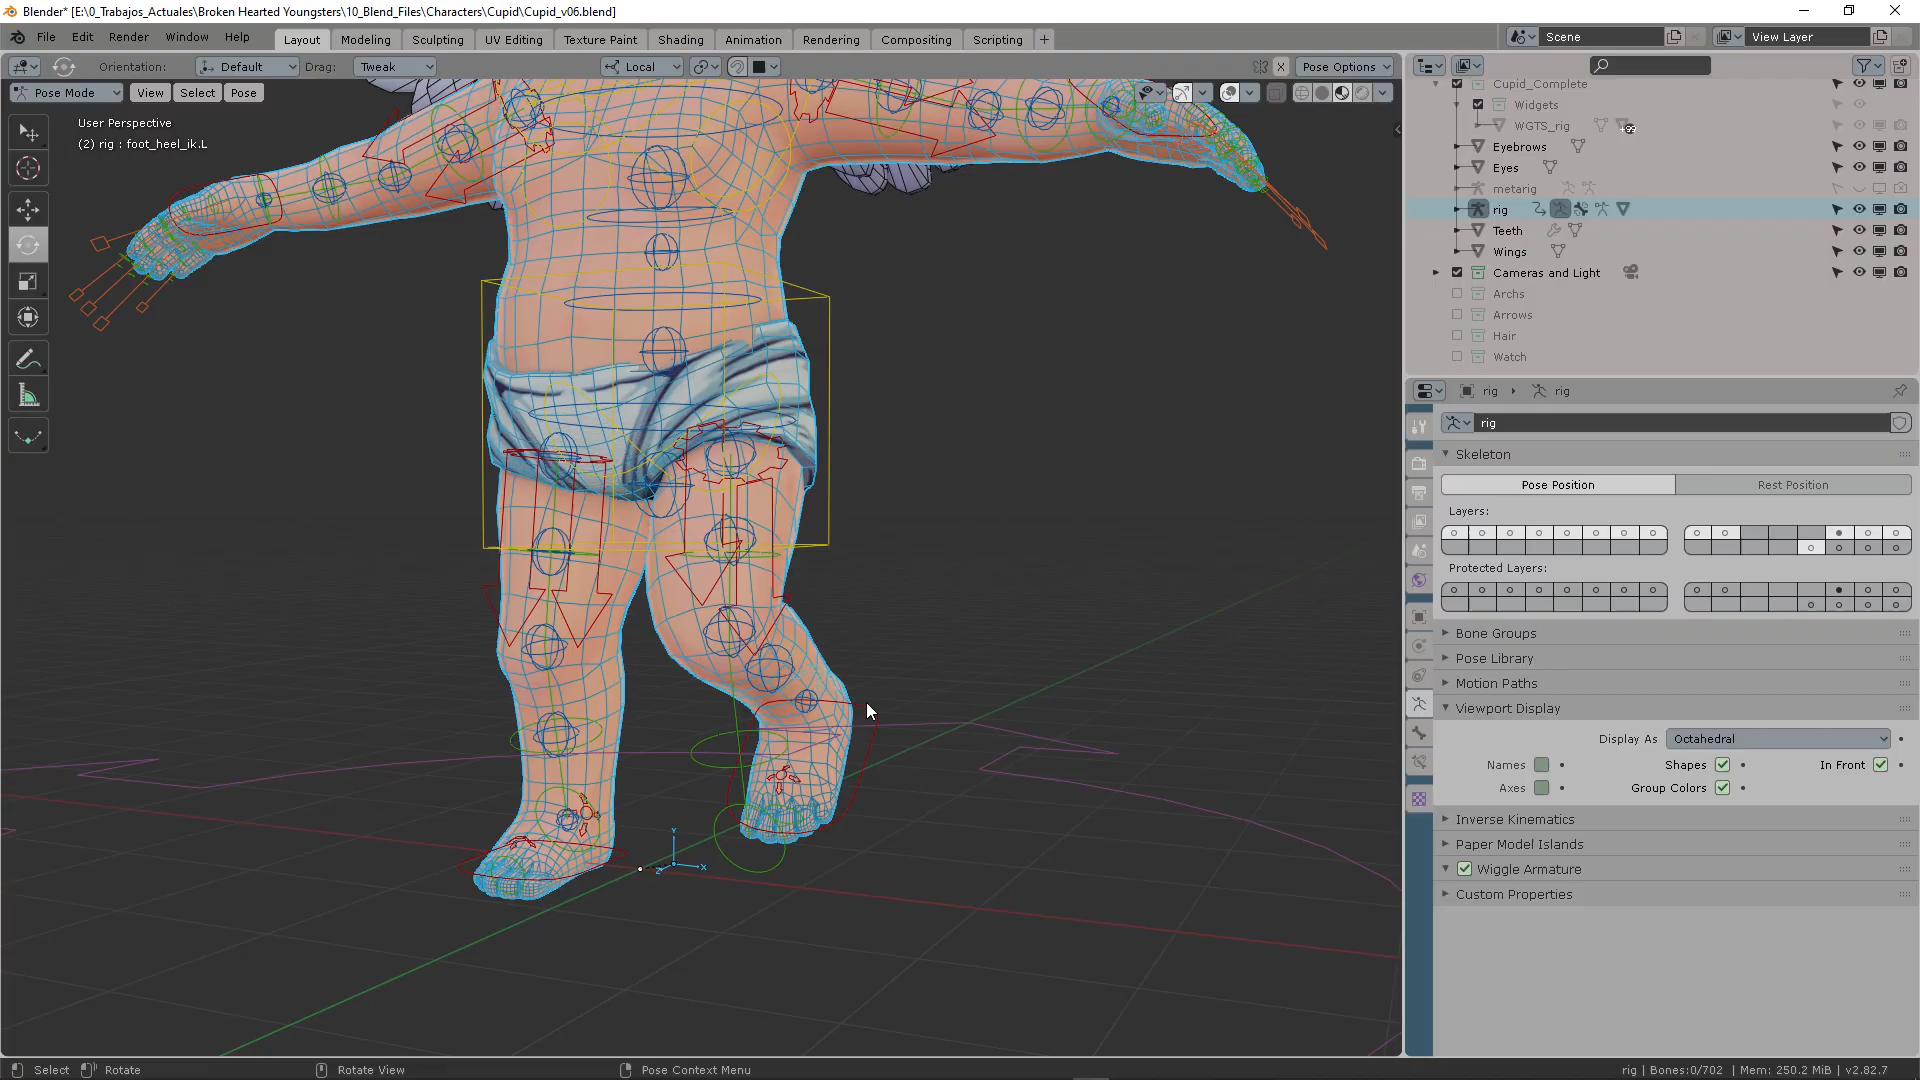 Blender* [E:\0_Trabajos_Actuales\Broken Hearted Youngsters\10_Blend_Files\Characters\Cupid\Cupid_v06.blend]
File Edit Render Window Help Layout Modeling Sculpting UV Editing Texture Paint Shading Animation Rendering Compositing Scripting + Scene View Layer
Orientation: Default Drag: Tweak Local X Pose Options
Pose Mode View Select Pose
User Perspective
(2) rig : foot_heel_ik.L
Cupid_Complete
Widgets
WGTS_rig +99
Eyebrows
Eyes
metarig
rig
Teeth
Wings
Cameras and Light
Archs
Arrows
Hair
Watch
rig rig
rig
Skeleton
Pose Position Rest Position
Layers:
Protected Layers:
Bone Groups
Pose Library
Motion Paths
Viewport Display
Display As Octahedral
Names Shapes In Front
Axes Group Colors
Inverse Kinematics
Paper Model Islands
Wiggle Armature
Custom Properties
Y
X
Z
Select Rotate Rotate View Pose Context Menu rig | Bones:0/702 | Mem: 250.2 MiB | v2.82.7